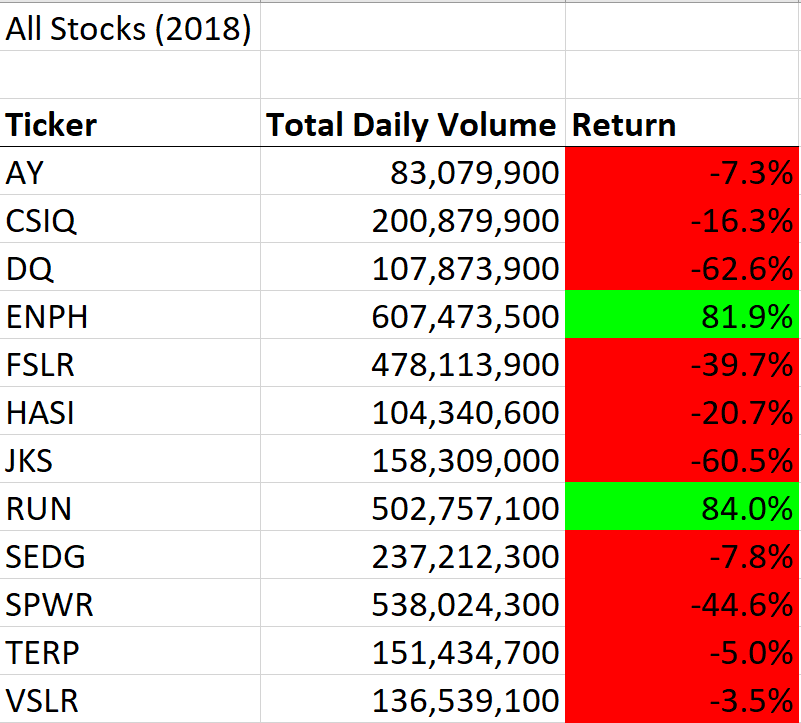 All Stocks (2018)
Ticker Total Daily Volume Return
AY 83,079,900 -7.3%
CSIQ 200,879,900 -16.3%
DQ 107,873,900 -62.6%
ENPH 607,473,500 81.9%
FSLR 478,113,900 -39.7%
HASI 104,340,600 -20.7%
JKS 158,309,000 -60.5%
RUN 502,757,100 84.0%
SEDG 237,212,300 -7.8%
SPWR 538,024,300 -44.6%
TERP 151,434,700 -5.0%
VSLR 136,539,100 -3.5%